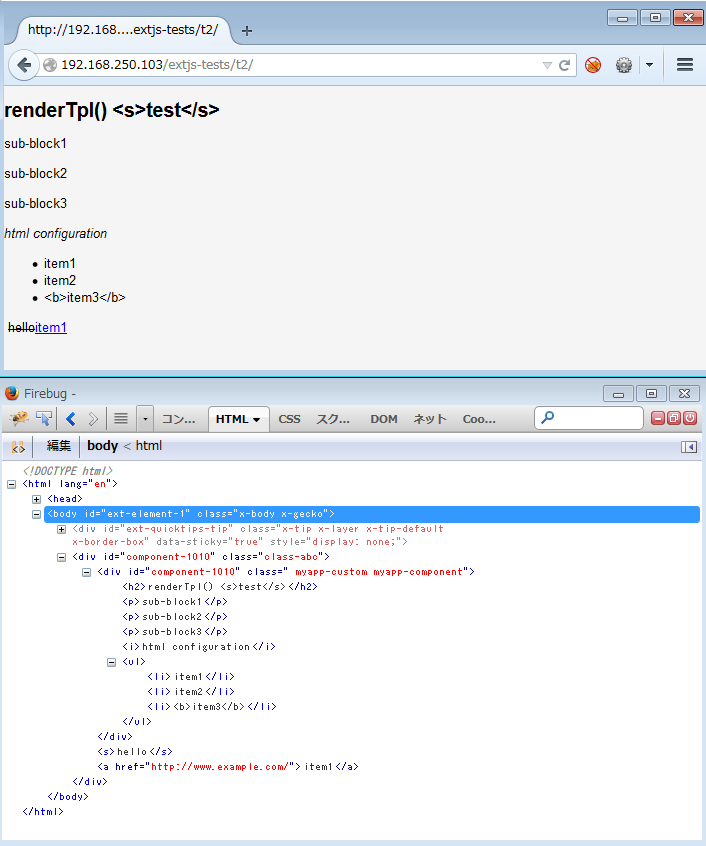 http://192.168....extjs-tests/t2/
192.168.250.103/extjs-tests/t2/
renderTpl() <s>test</s>
sub-block1
sub-block2
sub-block3
html configuration
item1
item2
<b>item3</b>
helloitem1
Firebug -
コン... HTML CSS スク... DOM ネット Coo...
編集 body < html
<!DOCTYPE html>
<html lang="en">
<head>
<body id="ext-element-1" class="x-body x-gecko">
<div id="ext-quicktips-tip" class="x-tip x-layer x-tip-default
x-border-box" data-sticky="true" style="display: none;">
<div id="component-1010" class="class-abc">
<div id="component-1010" class=" myapp-custom myapp-component">
<h2>renderTpl() <s>test</s></h2>
<p>sub-block1</p>
<p>sub-block2</p>
<p>sub-block3</p>
<i>html configuration</i>
<ul>
<li>item1</li>
<li>item2</li>
<li><b>item3</b></li>
</ul>
</div>
<s>hello</s>
<a href="http://www.example.com/">item1</a>
</div>
</body>
</html>